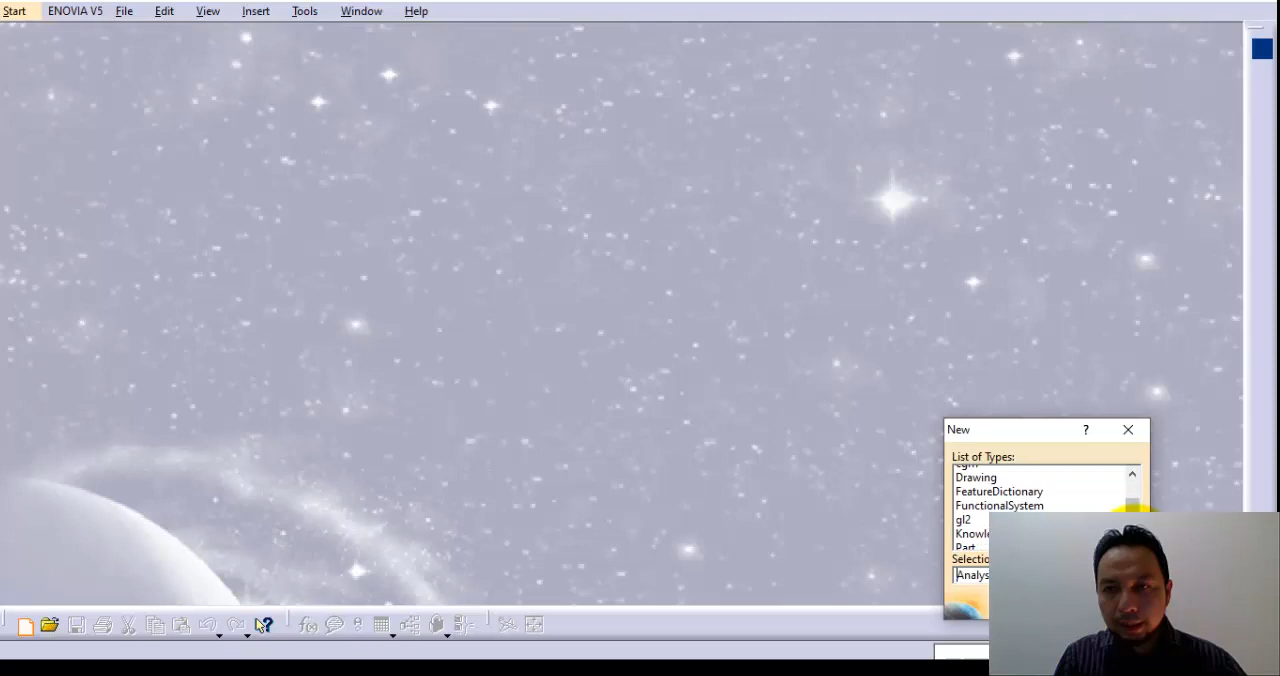 Start ENOVIA V5 File Edit View Insert Tools Window Help
New ?
List of Types:
Drawing
FeatureDictionary
FunctionalSystem
gl2
Part